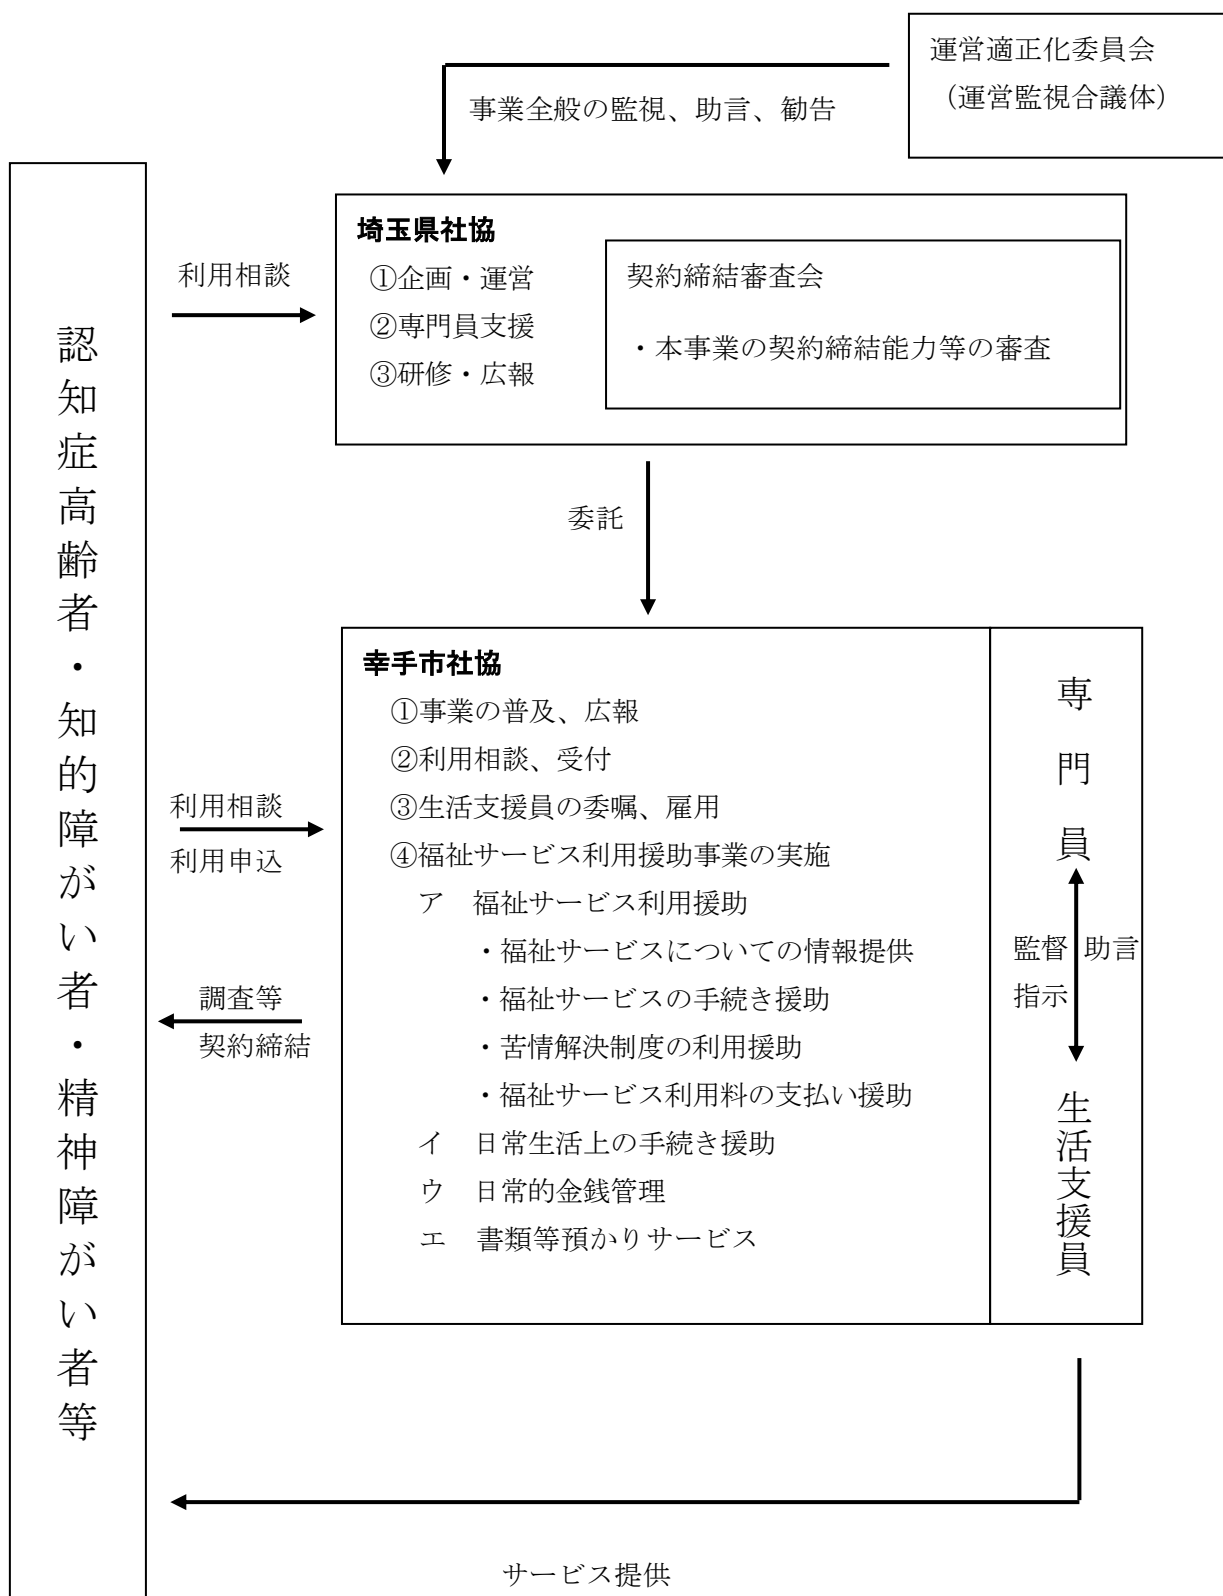 運営適正化委員会
（運営監視合議体）
事業全般の監視、助言、勧告
埼玉県社協
①企画・運営
②専門員支援
③研修・広報
契約締結審査会
・本事業の契約締結能力等の審査
利用相談
認知症高齢者・知的障がい者・精神障がい者等
委託
幸手市社協
①事業の普及、広報
②利用相談、受付
③生活支援員の委嘱、雇用
④福祉サービス利用援助事業の実施
ア　福祉サービス利用援助
・福祉サービスについての情報提供
・福祉サービスの手続き援助
・苦情解決制度の利用援助
・福祉サービス利用料の支払い援助
イ　日常生活上の手続き援助
ウ　日常的金銭管理
エ　書類等預かりサービス
専門員
監督
指示
助言
生活支援員
利用相談
利用申込
調査等
契約締結
サービス提供